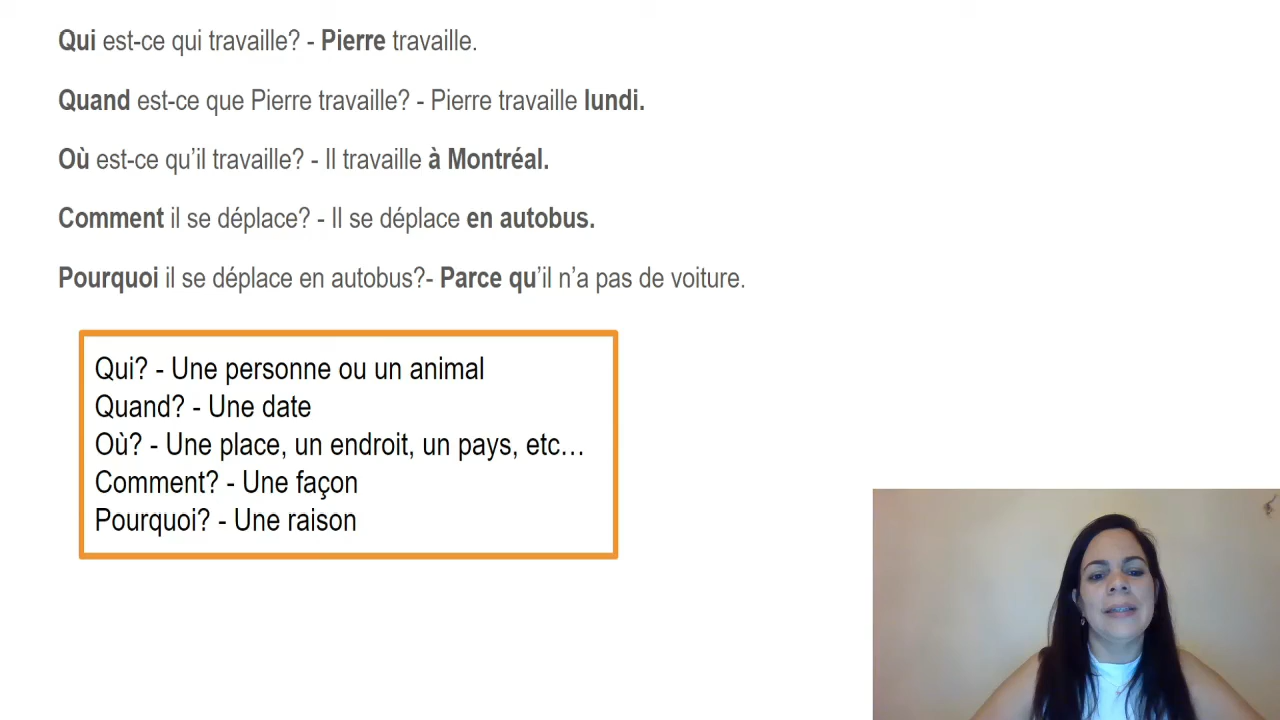 Qui est-ce qui travaille? - Pierre travaille.
Quand est-ce que Pierre travaille? - Pierre travaille lundi.
Où est-ce qu’il travaille? - Il travaille à Montréal.
Comment il se déplace? - Il se déplace en autobus.
Pourquoi il se déplace en autobus?- Parce qu’il n’a pas de voiture.
Qui? - Une personne ou un animal
Quand? - Une date
Où? - Une place, un endroit, un pays, etc…
Comment? - Une façon
Pourquoi? - Une raison